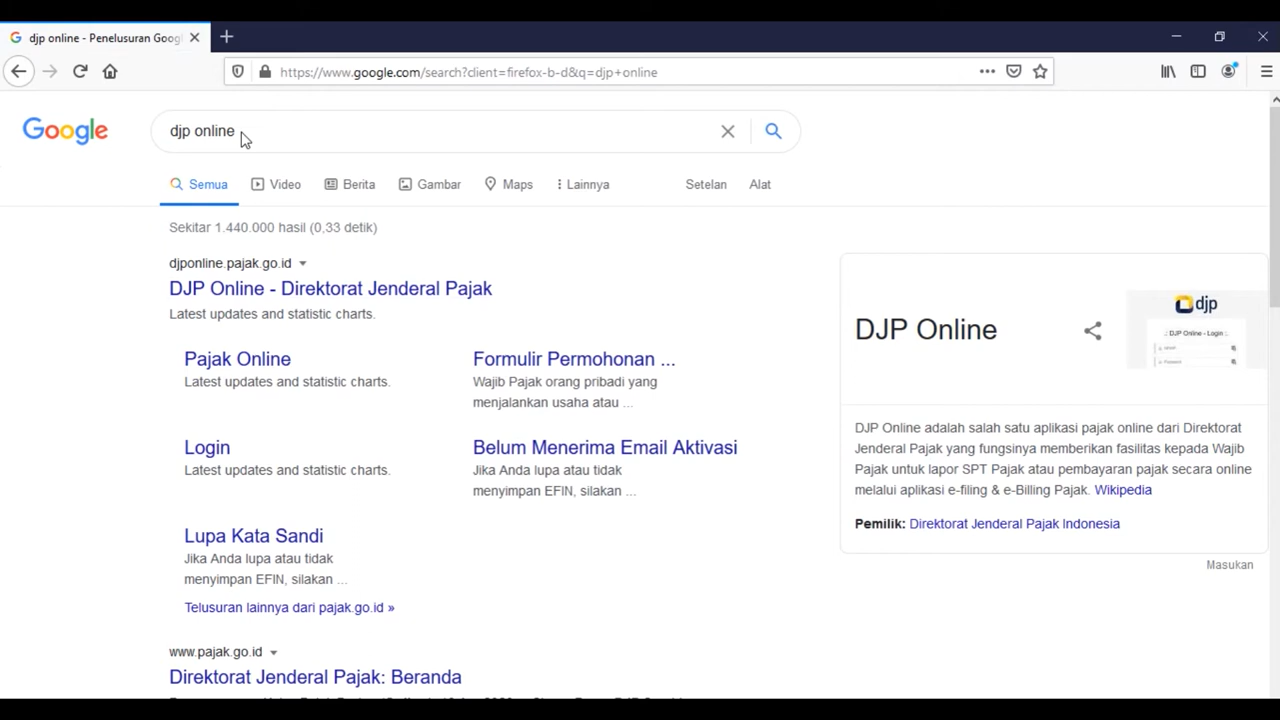 djp online - Penelusuran Goog
https://www.google.com/search?client=firefox-b-d&q=djp+online
Google
djp online
Semua
Video
Berita
Gambar
Maps
Lainnya
Setelan
Alat
Sekitar 1.440.000 hasil (0,33 detik)
djponline.pajak.go.id
DJP Online - Direktorat Jenderal Pajak
Latest updates and statistic charts.
Pajak Online
Latest updates and statistic charts.
Formulir Permohonan ...
Wajib Pajak orang pribadi yang
menjalankan usaha atau ...
Login
Latest updates and statistic charts.
Belum Menerima Email Aktivasi
Jika Anda lupa atau tidak
menyimpan EFIN, silakan ...
Lupa Kata Sandi
Jika Anda lupa atau tidak
menyimpan EFIN, silakan ...
Telusuran lainnya dari pajak.go.id »
www.pajak.go.id
Direktorat Jenderal Pajak: Beranda
DJP Online
djp
.: DJP Online - Login :.
DJP Online adalah salah satu aplikasi pajak online dari Direktorat
Jenderal Pajak yang fungsinya memberikan fasilitas kepada Wajib
Pajak untuk lapor SPT Pajak atau pembayaran pajak secara online
melalui aplikasi e-filing & e-Billing Pajak. Wikipedia
Pemilik: Direktorat Jenderal Pajak Indonesia
Masukan